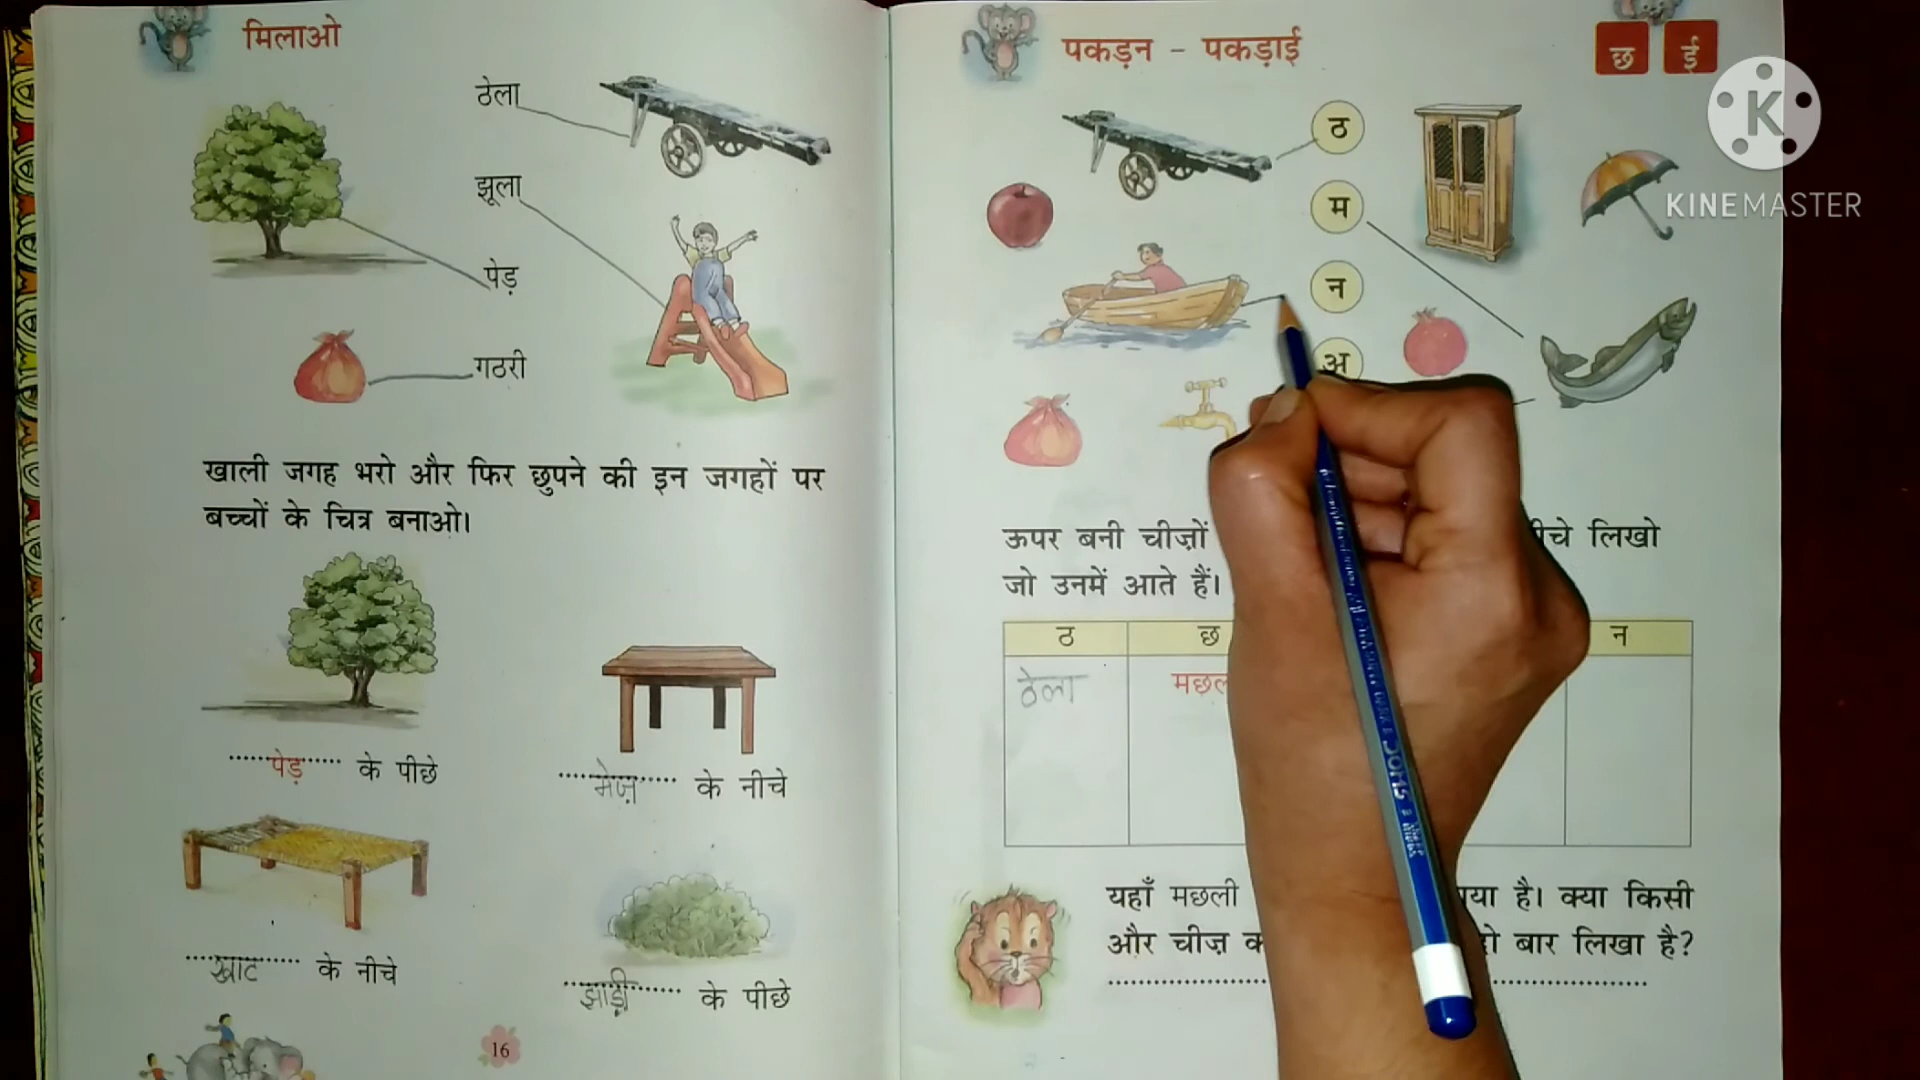 मिलाओ
ठेला
झूला
पेड़
गठरी
खाली जगह भरो और फिर छुपने की इन जगहों पर
बच्चों के चित्र बनाओ।
पेड़ के पीछे
मेज़ के नीचे
खाट के नीचे
झाड़ी के पीछे
16
पकड़न - पकड़ाई
छ ई
ठ
म
न
अ
ऊपर बनी चीज़ों लिखो
जो उनमें आते हैं।
ठ छ न
ठेला
यहाँ मछली है। क्या किसी
और चीज़ बार लिखा है?
K
KINEMASTER